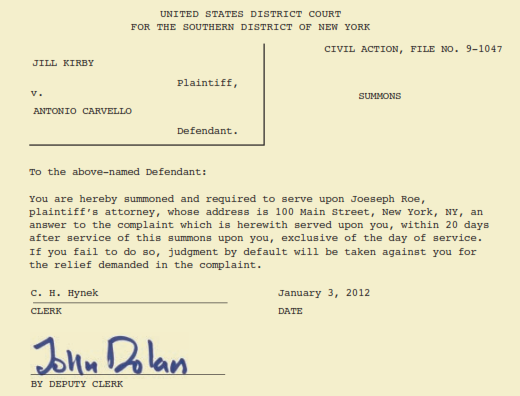 UNITED STATES DISTRICT COURT
FOR THE SOUTHERN DISTRICT OF NEW YORK
CIVIL ACTION, FILE NO. 9-1047
JILL KIRBY
Plaintiff,
v.
SUMMONS
ANTONIO CARVELLO
Defendant.
To the above-named Defendant:
You are hereby summoned and required to serve upon Joeseph Roe,
plaintiff's attorney, whose address is 100 Main Street, New York, NY, an
answer to the complaint which is herewith served upon you, within 20 days
after service of this summons upon you, exclusive of the day of service.
If you fail to do so, judgment by default will be taken against you for
the relief demanded in the complaint.
C. H. Hynek January 3, 2012
CLERK DATE
John Dolan
BY DEPUTY CLERK